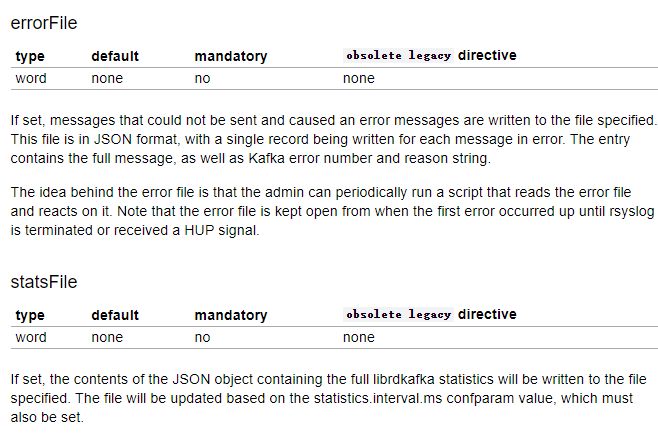 errorFile
type default mandatory obsolete legacy directive
word none no none
If set, messages that could not be sent and caused an error messages are written to the file specified.
This file is in JSON format, with a single record being written for each message in error. The entry
contains the full message, as well as Kafka error number and reason string.
The idea behind the error file is that the admin can periodically run a script that reads the error file
and reacts on it. Note that the error file is kept open from when the first error occurred up until rsyslog
is terminated or received a HUP signal.
statsFile
type default mandatory obsolete legacy directive
word none no none
If set, the contents of the JSON object containing the full librdkafka statistics will be written to the file
specified. The file will be updated based on the statistics.interval.ms confparam value, which must
also be set.